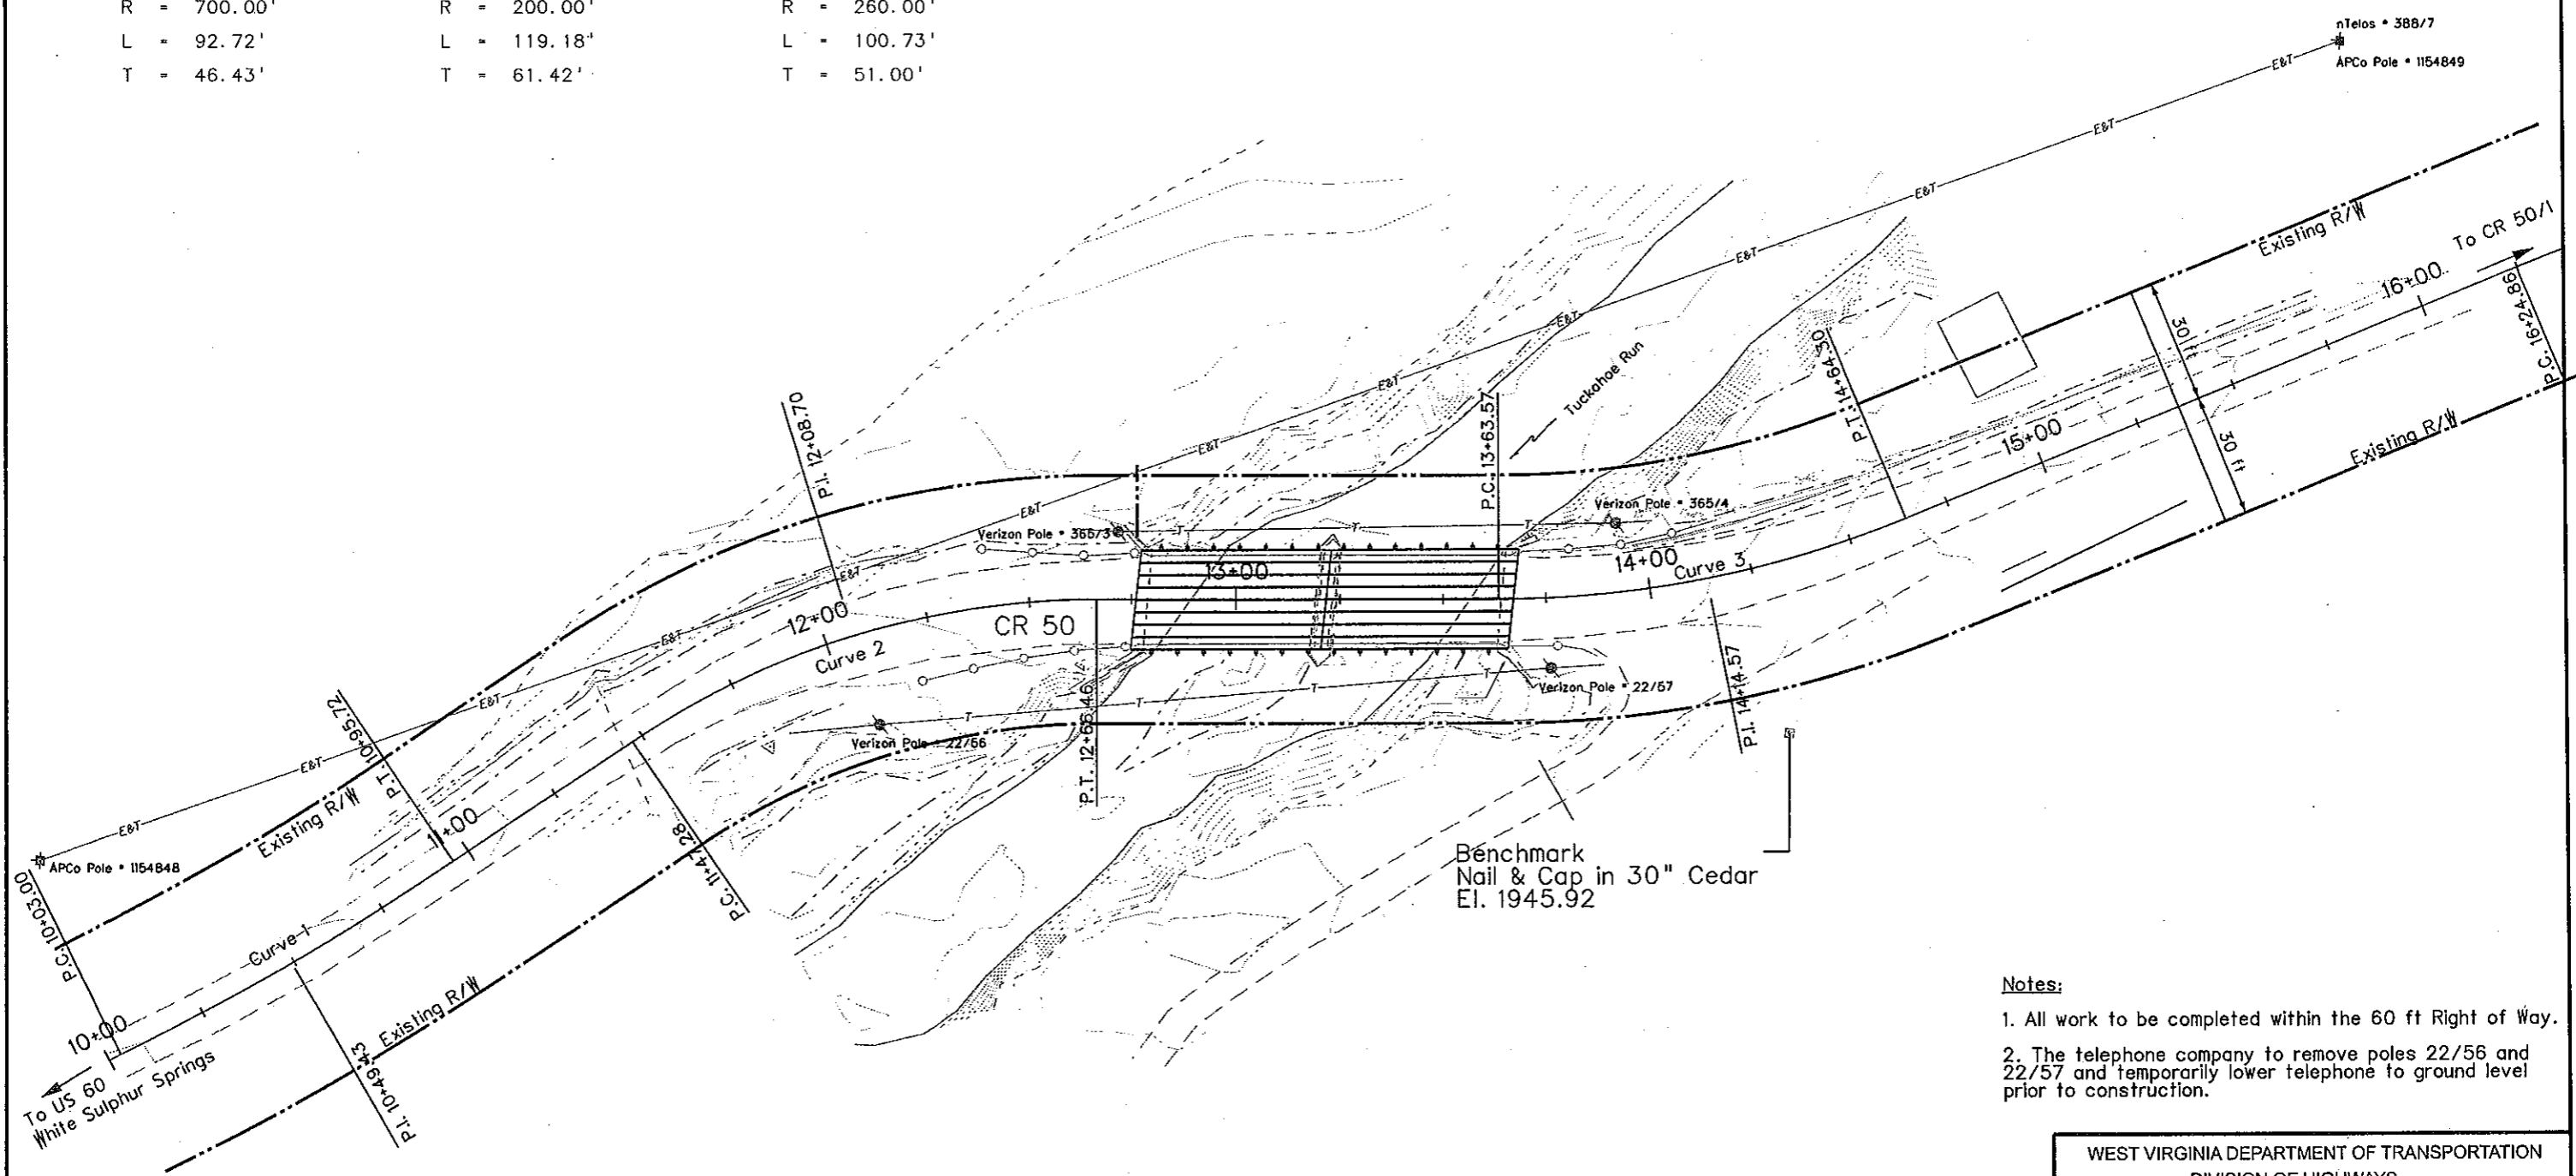 R = 700.00' R = 200.00' R = 260.00'
L = 92.72' L = 119.18' L = 100.73'
T = 46.43' T = 61.42' T = 51.00'
nTelos * 388/7
APCo Pole * 1154849
E&T
E&T
E&T
E&T
E&T
E&T
E&T
E&T
E&T
E&T
E&T
E&T
E&T
Existing R/W
To CR 50/1
16+00
P.C. 16+24.86
30 ft
30 ft
Existing R/W
15+00
P.T. 14+64.30
Tuckahoe Run
P.C. 13+63.57
P.I. 12+08.70
Verizon Pole * 365/3
T
T
T
Verizon Pole * 365/4
13+00
14+00
Curve 3
12+00
Curve 2
CR 50
P.T. 12+66.46
T
T
T
T
Verizon Pole * 22/57
Verizon Pole * 22/56
P.I. 14+14.57
P.T. 10+95.72
Existing R/W
11+00
P.C. 11+47.28
APCo Pole * 1154848
P.C. 10+03.00
Curve 1
10+00
To US 60
White Sulphur Springs
Existing R/W
P.I. 10+49.43
Benchmark
Nail & Cap in 30" Cedar
El. 1945.92
Notes:
1. All work to be completed within the 60 ft Right of Way.
2. The telephone company to remove poles 22/56 and
22/57 and temporarily lower telephone to ground level
prior to construction.
WEST VIRGINIA DEPARTMENT OF TRANSPORTATION
DIVISION OF HIGHWAYS